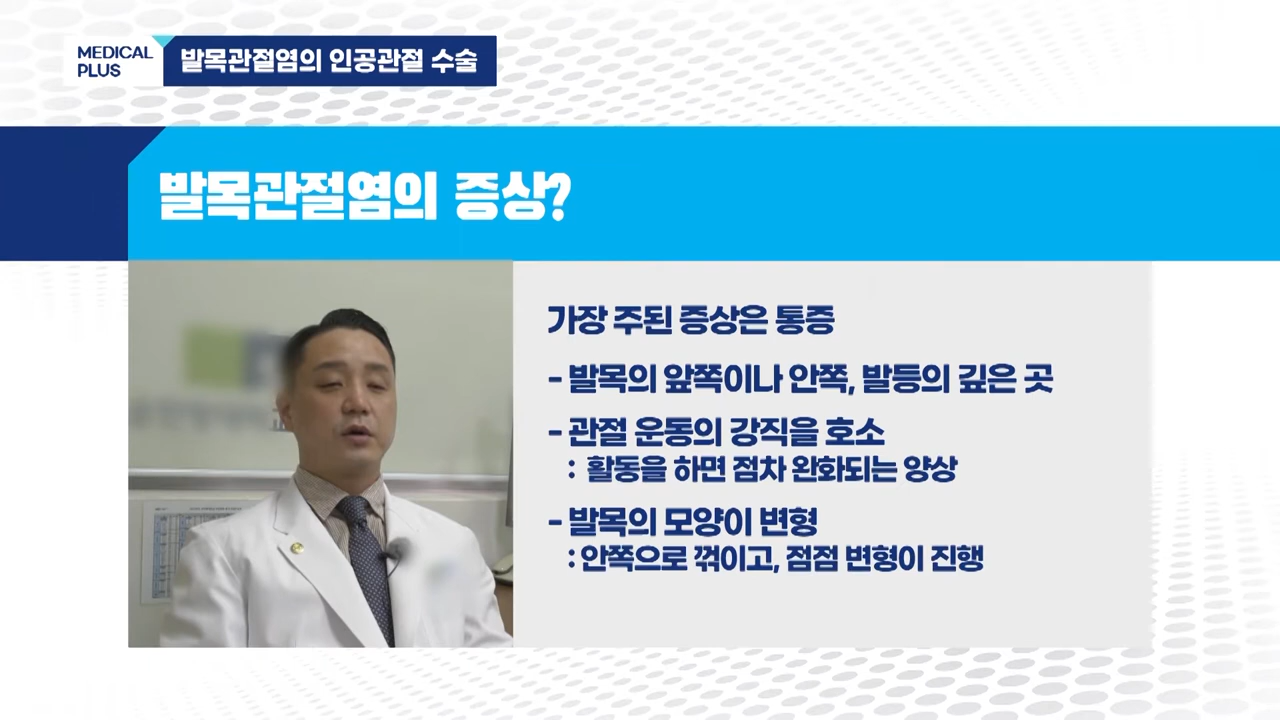 MEDICAL
PLUS
발목관절염의 인공관절 수술
발목관절염의 증상?
가장 주된 증상은 통증
- 발목의 앞쪽이나 안쪽, 발등의 깊은 곳
- 관절 운동의 강직을 호소
: 활동을 하면 점차 완화되는 양상
- 발목의 모양이 변형
: 안쪽으로 꺾이고, 점점 변형이 진행